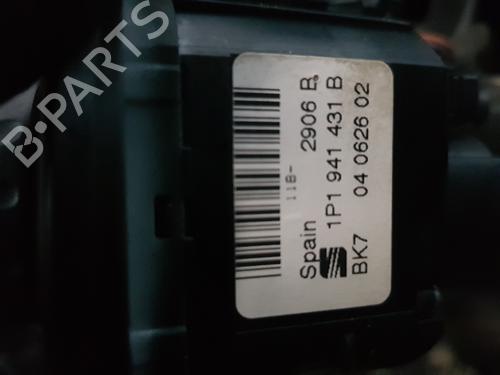 B-PARTS
11B-
Spain 2906 B.
1P1 941 431 B
BK7 04 0626 02